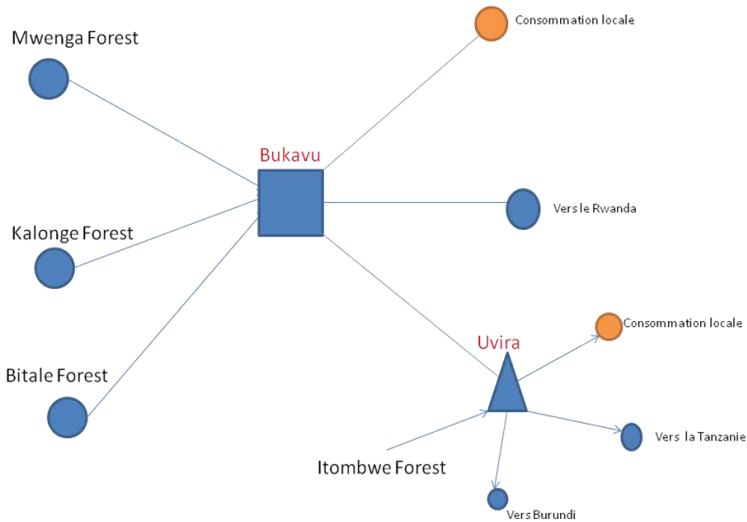 Consommation locale
Mwenga Forest
Bukavu
Vers le Rwanda
Kalonge Forest
Consommation locale
Uvira
Bitale Forest
Vers la Tanzanie
Itombwe Forest
Vers Burundi